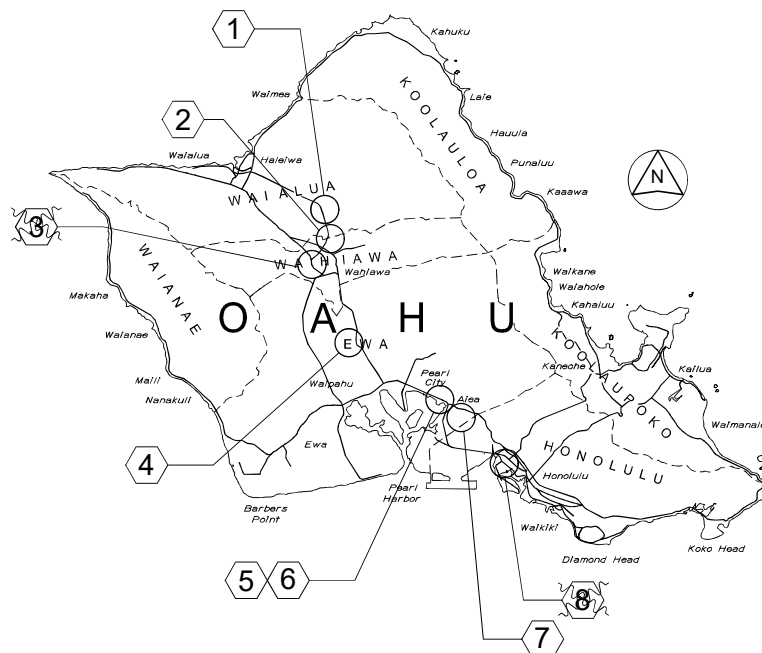 1
Kahuku
KOOLAULOA
Waimea
Laie
2
Hauula
Waialua
Haleiwa
Punaluu
N
WAIALUA
Kaaawa
3
WAHIAWA
Wahiawa
WAIANAE
Waikane
Waiahole
Makaha
Kahaluu
OAHU
Waianae
EWA
KOOLAUPOKO
Kailua
Kaneohe
Maili
Waipahu
Pearl
City
Nanakuli
Aiea
Waimanalo
Ewa
HONOLULU
4
Pearl
Harbor
Honolulu
Barbers
Point
Waikiki
Koko Head
Diamond Head
5
6
8
7